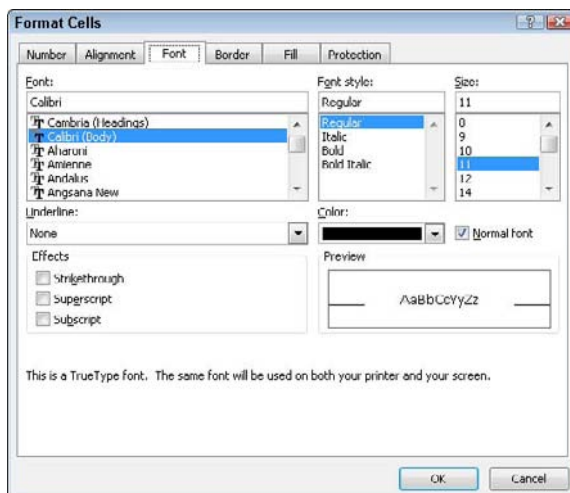 Format Cells
Number Alignment Font Border Fill Protection
Font: Font style: Size:
Calibri Regular 11
Cambria (Headings) Regular 8
Calibri (Body) Italic 9
Aharoni Bold 10
Amienne Bold Italic 11
Andalus 12
Angsana New 14
Underline: Color:
None Normal font
Effects Preview
Strikethrough
Superscript AaBbCcYyZz
Subscript
This is a TrueType font. The same font will be used on both your printer and your screen.
OK Cancel